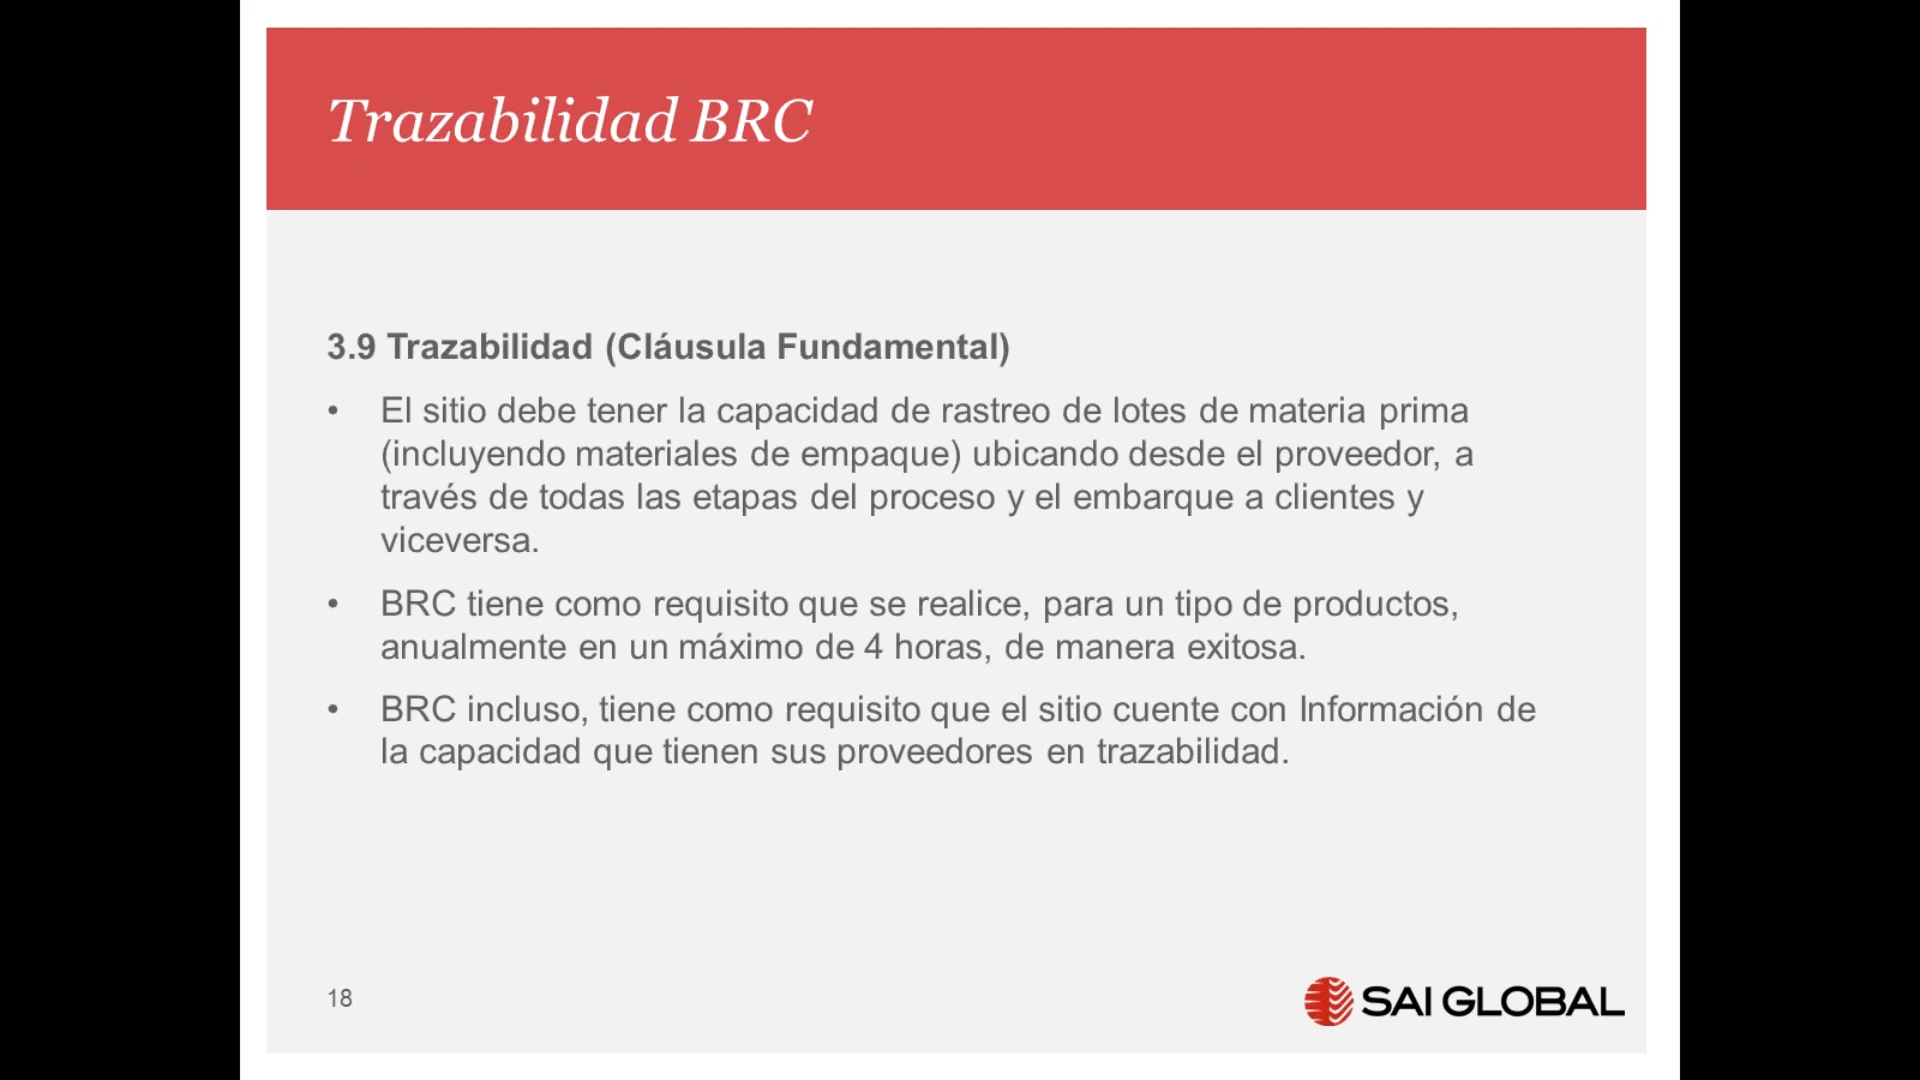 Trazabilidad BRC
3.9 Trazabilidad (Cláusula Fundamental)
• El sitio debe tener la capacidad de rastreo de lotes de materia prima
(incluyendo materiales de empaque) ubicando desde el proveedor, a
través de todas las etapas del proceso y el embarque a clientes y
viceversa.
• BRC tiene como requisito que se realice, para un tipo de productos,
anualmente en un máximo de 4 horas, de manera exitosa.
• BRC incluso, tiene como requisito que el sitio cuente con Información de
la capacidad que tienen sus proveedores en trazabilidad.
18
SAI GLOBAL